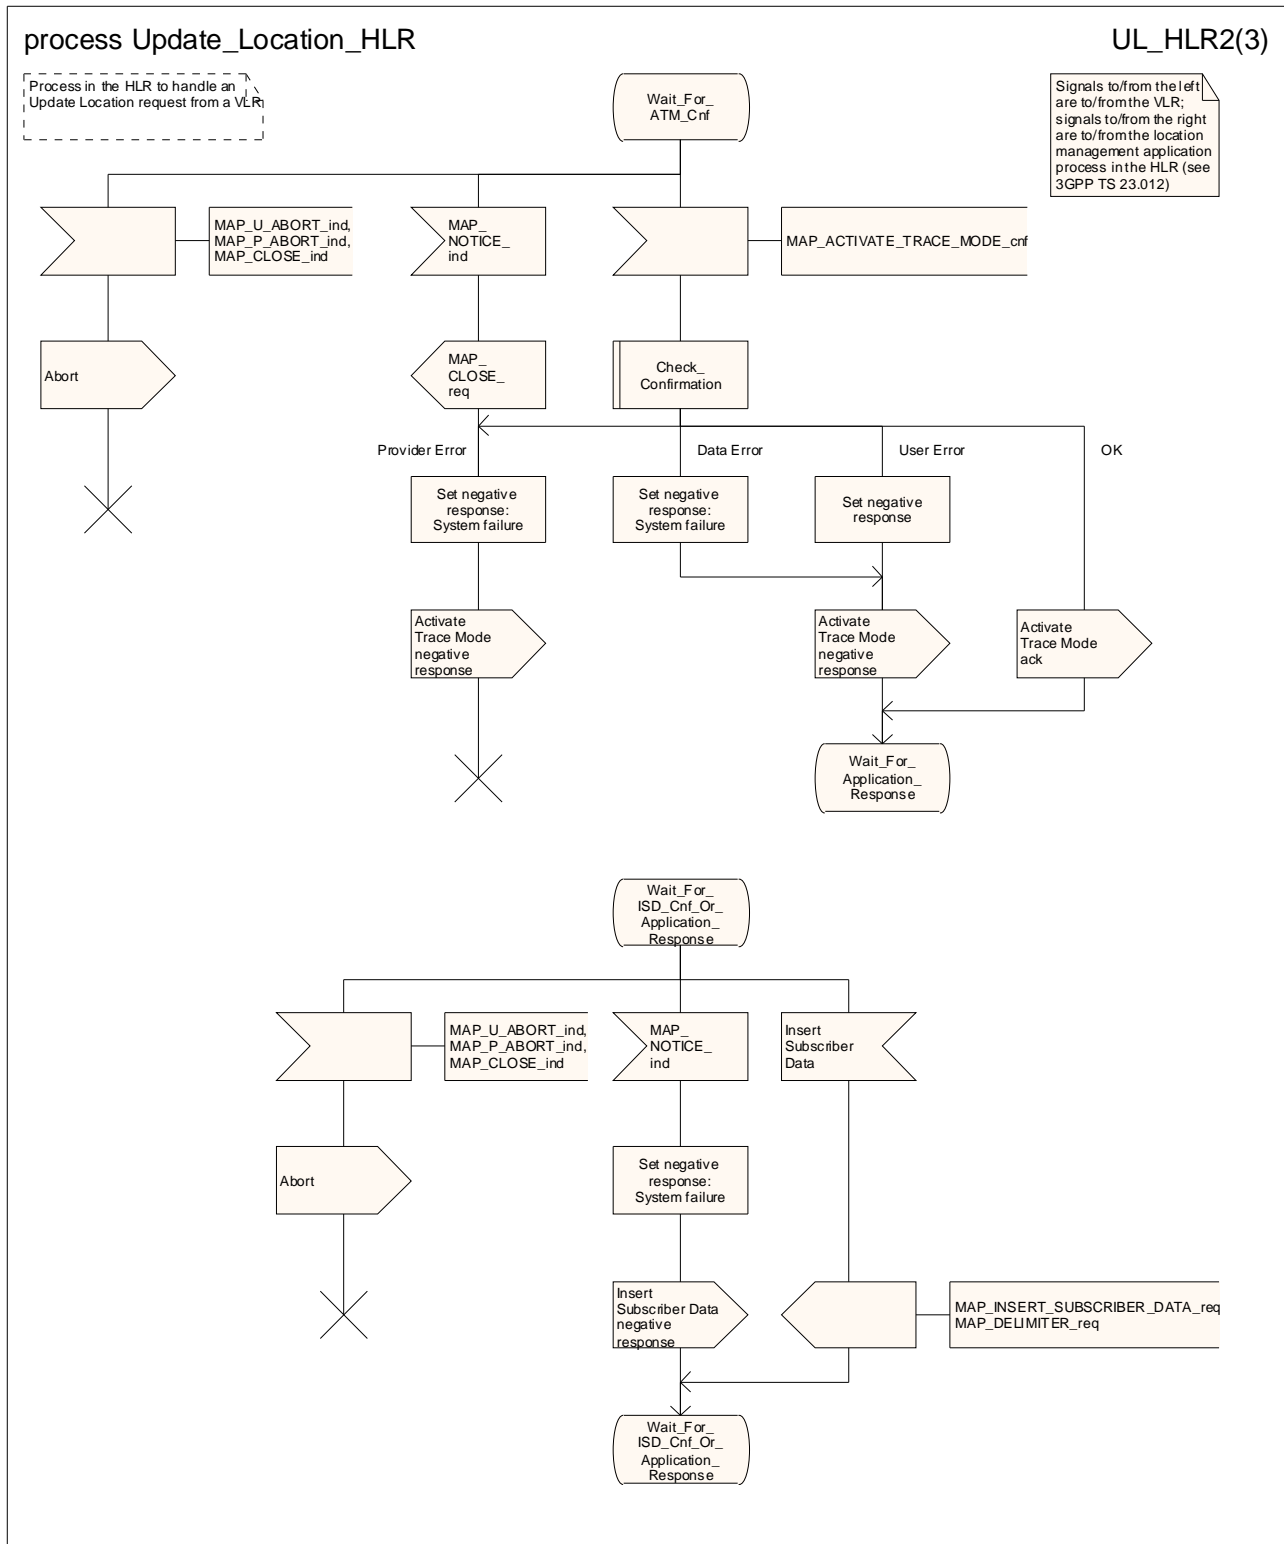 process Update_Location_HLR
UL_HLR2(3)
Process in the HLR to handle an
Update Location request from a VLR
Wait_For_
ATM_Cnf
Signals to/from the left
are to/from the VLR;
signals to/from the right
are to/from the location
management application
process in the HLR (see
3GPP TS 23.012)
MAP_U_ABORT_ind,
MAP_P_ABORT_ind,
MAP_CLOSE_ind
MAP_
NOTICE_
ind
MAP_ACTIVATE_TRACE_MODE_cnf
Abort
MAP_
CLOSE_
req
Check_
Confirmation
Provider Error
Data Error
User Error
OK
Set negative
response:
System failure
Set negative
response:
System failure
Set negative
response
Activate
Trace Mode
negative
response
Activate
Trace Mode
negative
response
Activate
Trace Mode
ack
Wait_For_
Application_
Response
Wait_For_
ISD_Cnf_Or_
Application_
Response
MAP_U_ABORT_ind,
MAP_P_ABORT_ind,
MAP_CLOSE_ind
MAP_
NOTICE_
ind
Insert
Subscriber
Data
Abort
Set negative
response:
System failure
Insert
Subscriber Data
negative
response
MAP_INSERT_SUBSCRIBER_DATA_req
MAP_DELIMITER_req
Wait_For_
ISD_Cnf_Or_
Application_
Response